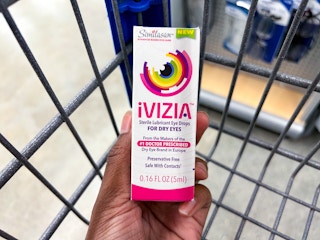 Similasan
NEW
iVIZIA™
Sterile Lubricant Eye Drops
FOR DRY EYES
From the Makers of the
#1 DOCTOR PRESCRIBED
Dry Eye Brand in Europe
Preservative Free
Safe With Contacts
0.16 FL OZ (5ml)